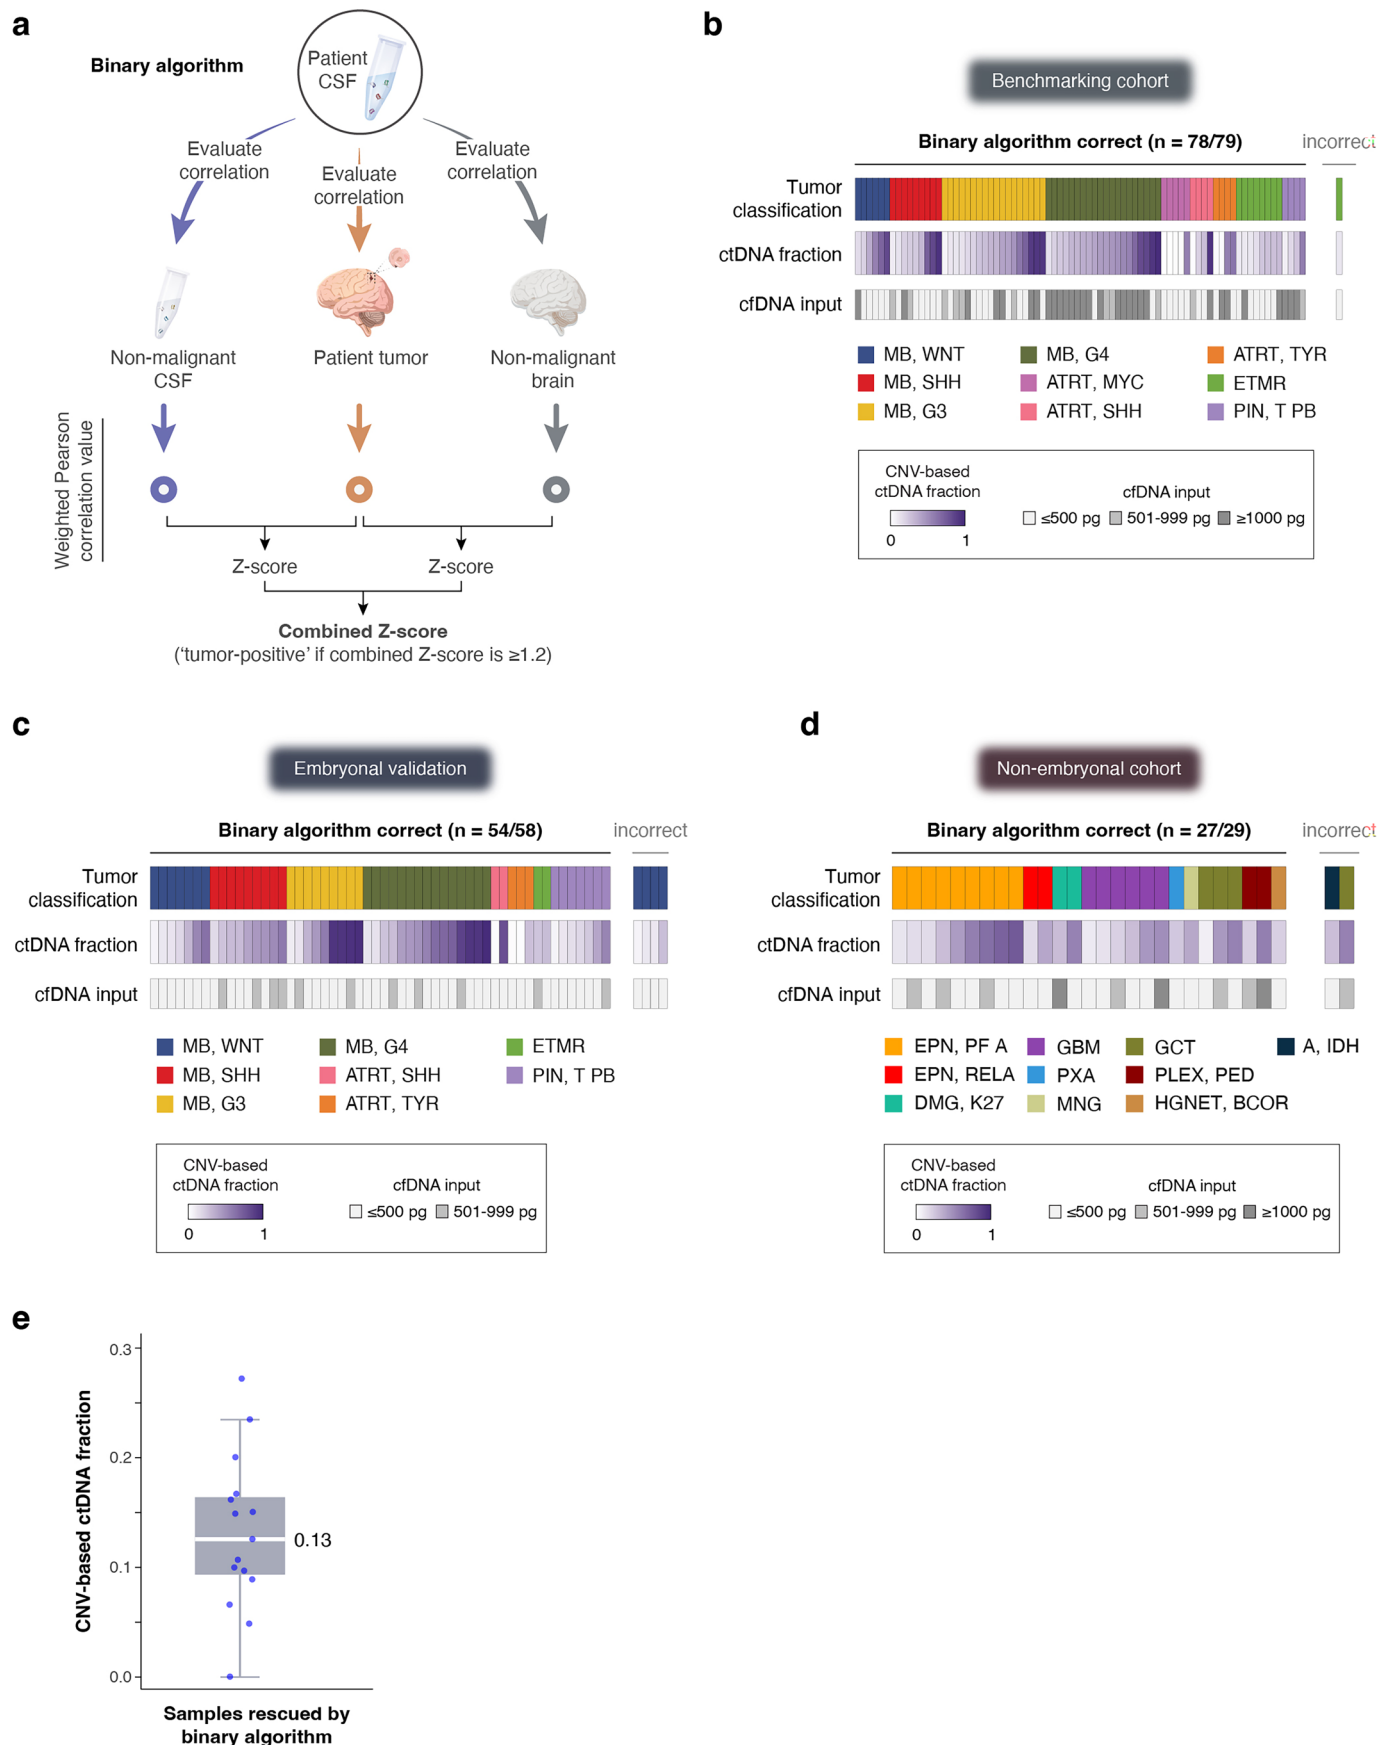 a
Binary algorithm
Patient
CSF
Evaluate
correlation
Evaluate
correlation
Evaluate
correlation
Non-malignant
CSF
Patient tumor
Non-malignant
brain
Weighted Pearson
correlation value
Z-score
Z-score
Combined Z-score
(‘tumor-positive’ if combined Z-score is ≥1.2)
b
Benchmarking cohort
Binary algorithm correct (n = 78/79)
incorrect
Tumor
classification
ctDNA fraction
cfDNA input
MB, WNT
MB, SHH
MB, G3
MB, G4
ATRT, MYC
ATRT, SHH
ATRT, TYR
ETMR
PIN, T PB
CNV-based
ctDNA fraction
0 1
cfDNA input
≤500 pg 501-999 pg ≥1000 pg
c
Embryonal validation
Binary algorithm correct (n = 54/58)
incorrect
Tumor
classification
ctDNA fraction
cfDNA input
MB, WNT
MB, SHH
MB, G3
MB, G4
ATRT, SHH
ATRT, TYR
ETMR
PIN, T PB
CNV-based
ctDNA fraction
0 1
cfDNA input
≤500 pg 501-999 pg
d
Non-embryonal cohort
Binary algorithm correct (n = 27/29)
incorrect
Tumor
classification
ctDNA fraction
cfDNA input
EPN, PF A
EPN, RELA
DMG, K27
GBM
PXA
MNG
GCT
PLEX, PED
HGNET, BCOR
A, IDH
CNV-based
ctDNA fraction
0 1
cfDNA input
≤500 pg 501-999 pg ≥1000 pg
e
CNV-based ctDNA fraction
0.3
0.2
0.1
0.0
0.13
Samples rescued by
binary algorithm